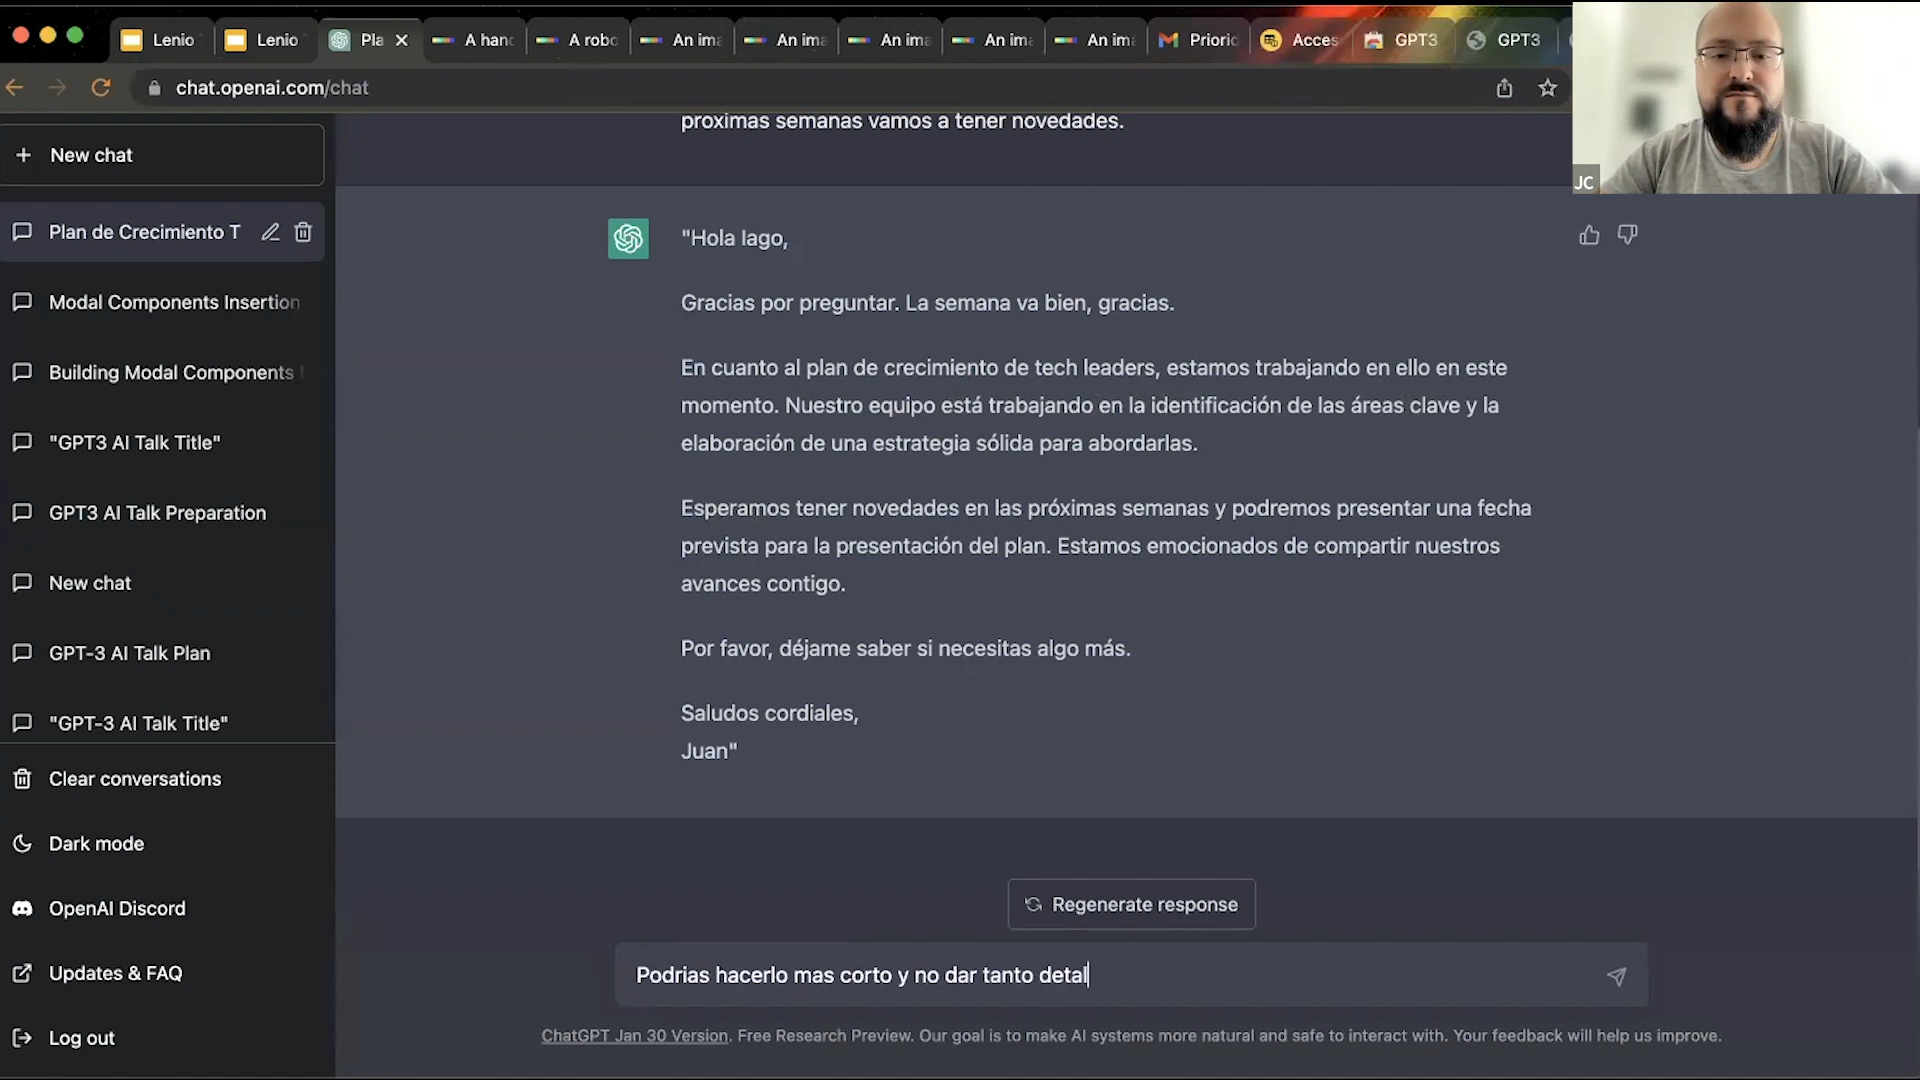 Lenio
Lenio
Pla
A hand
A robo
An ima
An ima
An ima
An ima
An ima
Priorid
Acces
GPT3
GPT3
chat.openai.com/chat
JC
New chat
Plan de Crecimiento T
Modal Components Insertion
Building Modal Components
"GPT3 AI Talk Title"
GPT3 AI Talk Preparation
New chat
GPT-3 AI Talk Plan
"GPT-3 AI Talk Title"
Clear conversations
Dark mode
OpenAI Discord
Updates & FAQ
Log out
proximas semanas vamos a tener novedades.
"Hola Iago,
Gracias por preguntar. La semana va bien, gracias.
En cuanto al plan de crecimiento de tech leaders, estamos trabajando en ello en este
momento. Nuestro equipo está trabajando en la identificación de las áreas clave y la
elaboración de una estrategia sólida para abordarlas.
Esperamos tener novedades en las próximas semanas y podremos presentar una fecha
prevista para la presentación del plan. Estamos emocionados de compartir nuestros
avances contigo.
Por favor, déjame saber si necesitas algo más.
Saludos cordiales,
Juan"
Regenerate response
Podrias hacerlo mas corto y no dar tanto detal
ChatGPT Jan 30 Version. Free Research Preview. Our goal is to make AI systems more natural and safe to interact with. Your feedback will help us improve.